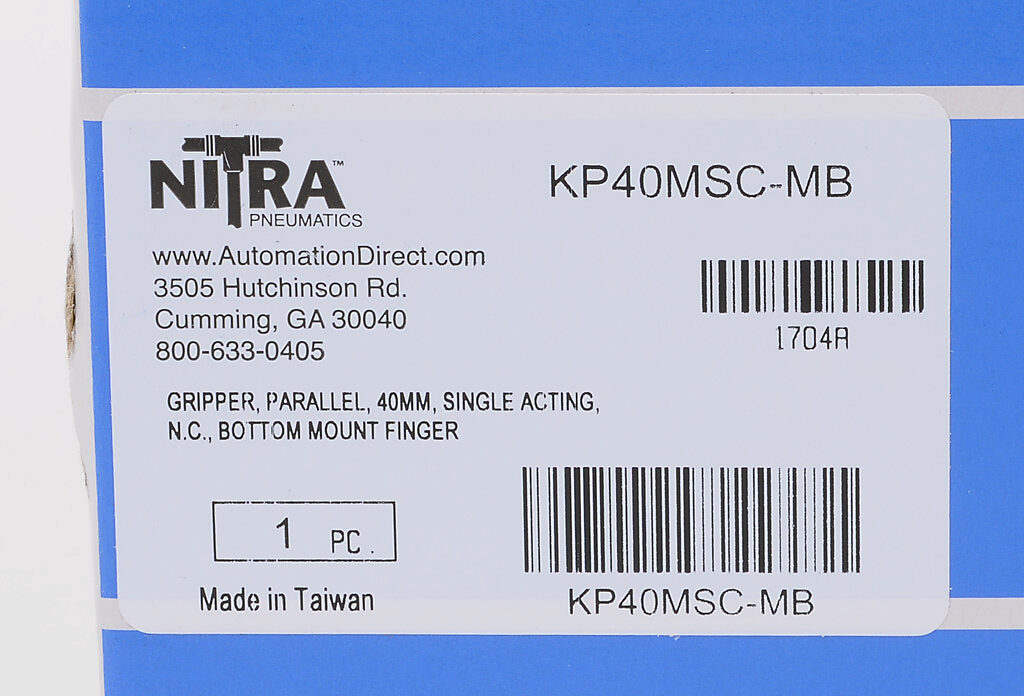 NITRA™
PNEUMATICS
KP40MSC-MB
www.AutomationDirect.com
3505 Hutchinson Rd.
Cumming, GA 30040
800-633-0405
1704A
GRIPPER, PARALLEL, 40MM, SINGLE ACTING,
N.C., BOTTOM MOUNT FINGER
1 PC.
Made in Taiwan
KP40MSC-MB